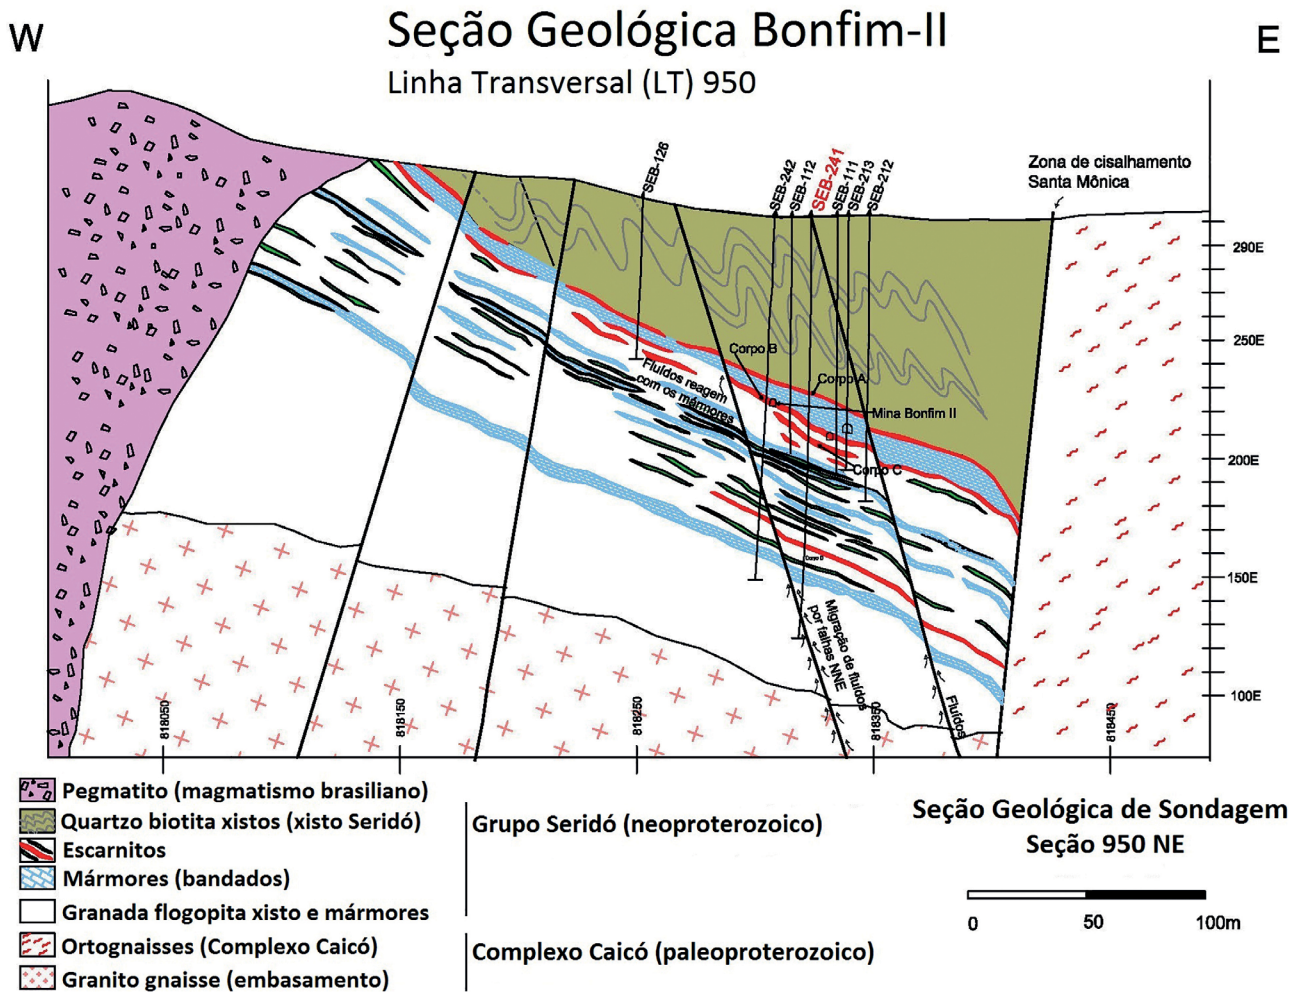 W
Seção Geológica Bonfim-II
E
Linha Transversal (LT) 950
SEB-126
SEB-242
SEB-112
SEB-241
SEB-111
SEB-213
SEB-212
Zona de cisalhamento
Santa Mônica
290E
250E
200E
150E
100E
Corpo B
Corpo A
Mina Bonfim II
Corpo C
Fluídos reagem
com os mármores
Corpo D
Migração de fluídos
por falhas NNE
Fluídos
818050
818150
818250
818350
818450
Pegmatito (magmatismo brasiliano)
Quartzo biotita xistos (xisto Seridó)
Escarnitos
Mármores (bandados)
Granada flogopita xisto e mármores
Ortognaisses (Complexo Caicó)
Granito gnaisse (embasamento)
Grupo Seridó (neoproterozoico)
Complexo Caicó (paleoproterozoico)
Seção Geológica de Sondagem
Seção 950 NE
0 50 100m